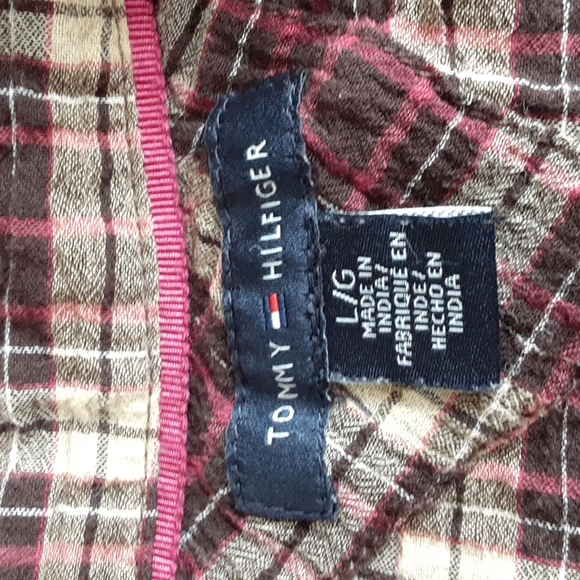 TOMMY HILFIGER
L/G
MADE IN
INDIA/
FABRIQUÉ EN
INDE/
HECHO EN
INDIA